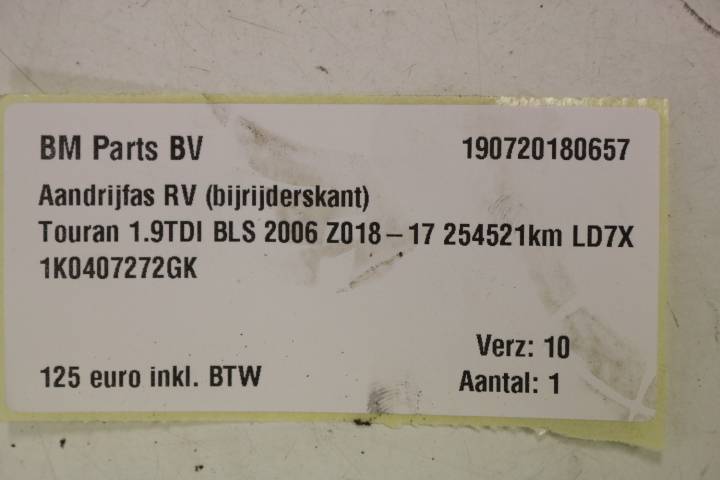 BM Parts BV 190720180657
Aandrijfas RV (bijrijderskant)
Touran 1.9TDI BLS 2006 Z018-17 254521km LD7X
1K0407272GK
Verz: 10
125 euro inkl. BTW Aantal: 1